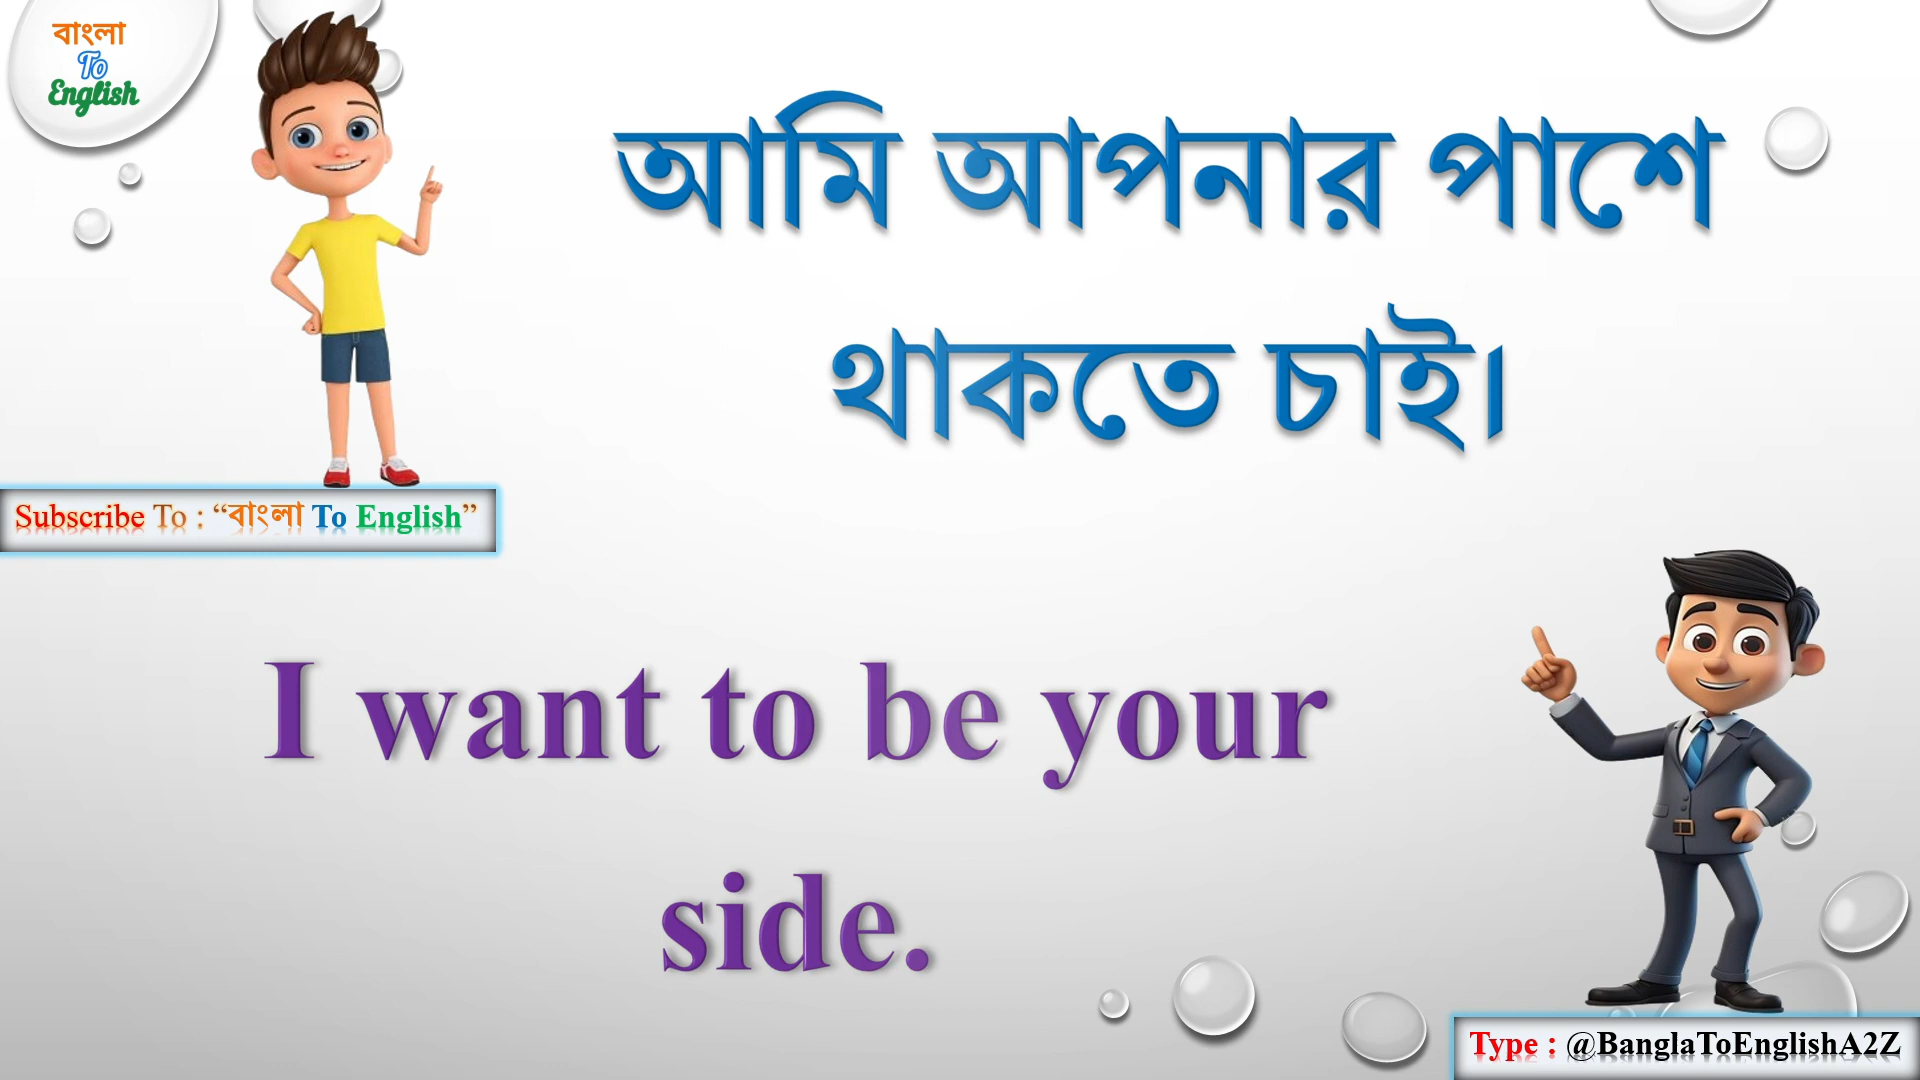 বাংলা
To
English
আমি আপনার পাশে
থাকতে চাই।
Subscribe To : “বাংলা To English”
I want to be your
side.
Type : @BanglaToEnglishA2Z